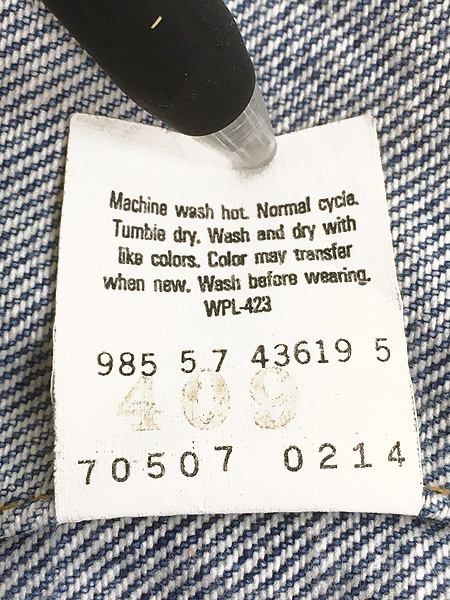 Machine wash hot. Normal cycle.
Tumble dry. Wash and dry with
like colors. Color may transfer
when new. Wash before wearing.
WPL-423
985 5 7 43619 5
409
70507 0214